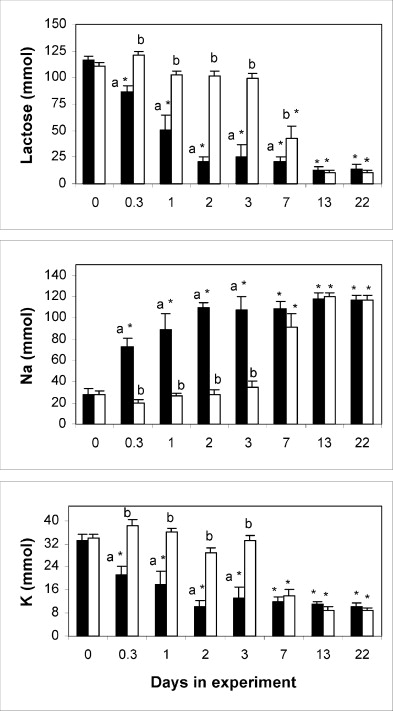 Lactose (mmol)
150
125
100
75
50
25
0
a * b
a * b
a * b
a * b
a * b *
* *
* *
0 0.3 1 2 3 7 13 22
Na (mmol)
140
120
100
80
60
40
20
0
a * b
a * b
a * b
a * b
* *
* *
* *
0 0.3 1 2 3 7 13 22
K (mmol)
40
32
24
16
8
0
a * b
a * b
a * b
a * b
* *
* *
* *
0 0.3 1 2 3 7 13 22
Days in experiment